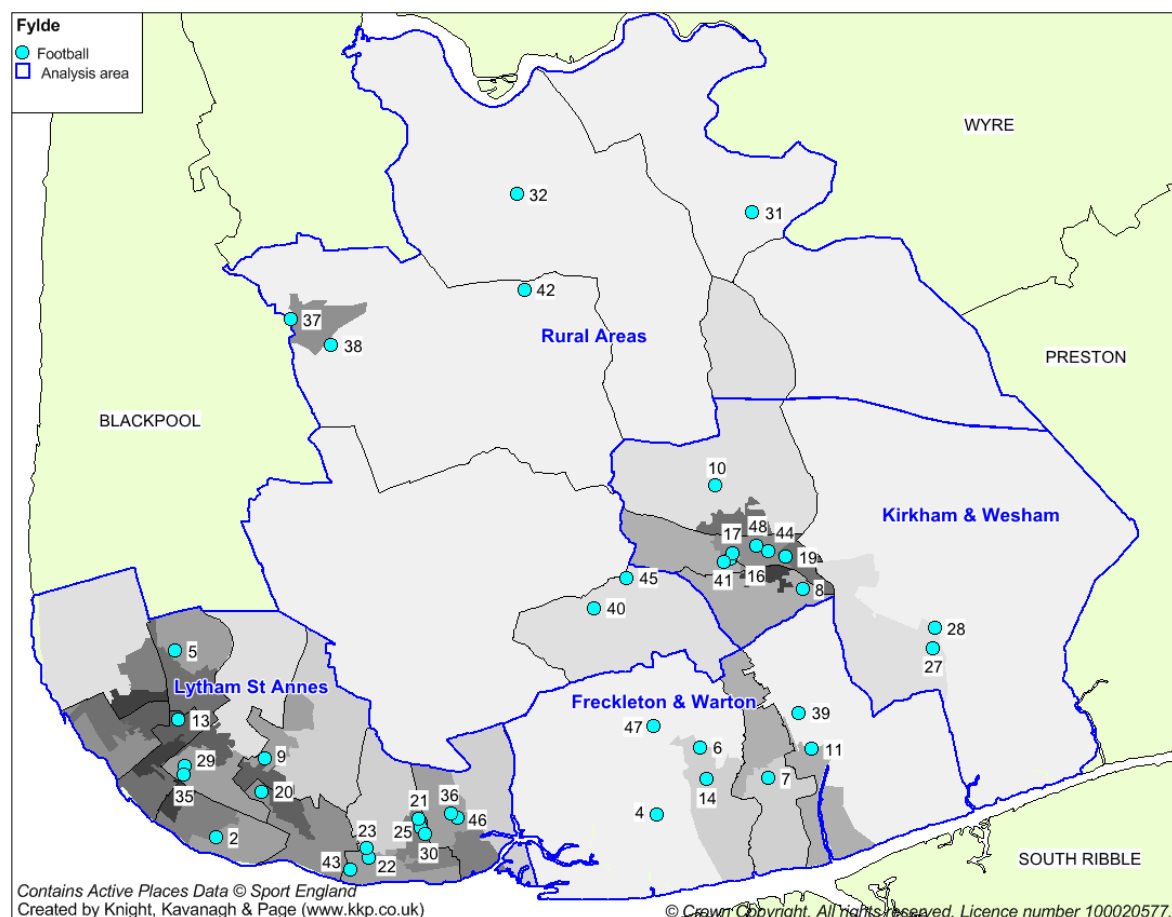 Fylde
Football
Analysis area
WYRE
32
31
42
Rural Areas
37
38
PRESTON
BLACKPOOL
10
Kirkham & Wesham
17
48
44
19
41
16
8
45
40
28
27
5
Lytham St Annes
Freckleton & Warton
13
47
39
6
11
9
29
35
20
14
7
4
21
36
46
25
2
23
30
22
43
SOUTH RIBBLE
Contains Active Places Data © Sport England
Created by Knight, Kavanagh & Page (www.kkp.co.uk)
© Crown Copyright. All rights reserved. Licence number 100020577.